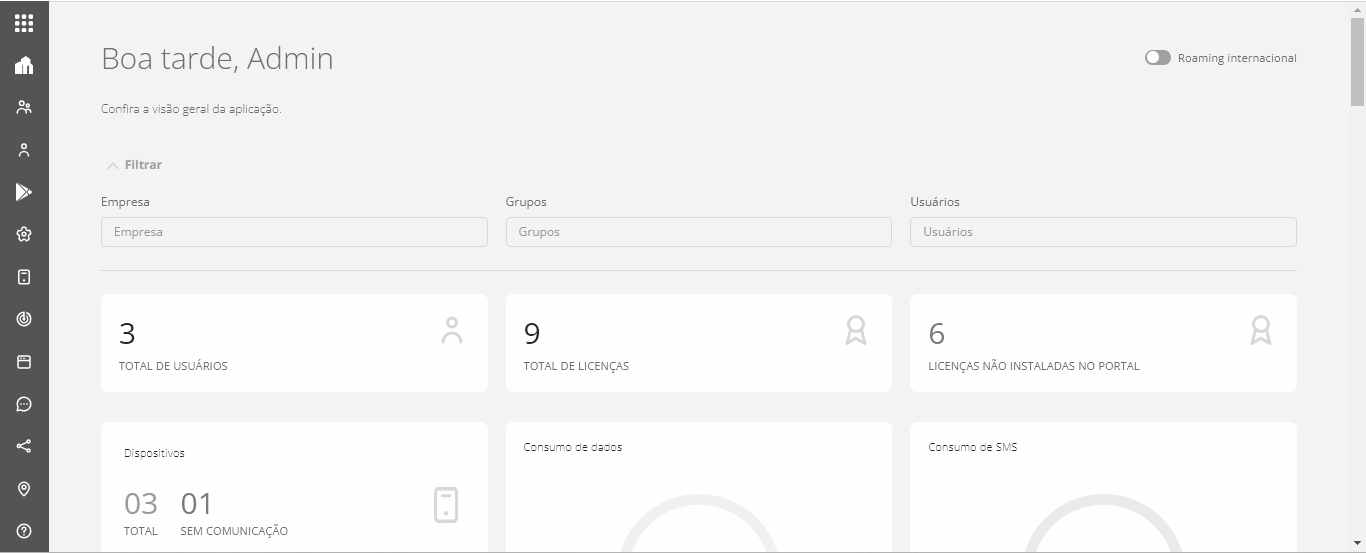 Boa tarde, Admin
Roaming internacional
Confira a visão geral da aplicação.
Filtrar
Empresa
Grupos
Usuários
Empresa
Grupos
Usuários
3
9
6
TOTAL DE USUÁRIOS
TOTAL DE LICENÇAS
LICENÇAS NÃO INSTALADAS NO PORTAL
Dispositivos
Consumo de dados
Consumo de SMS
03
01
TOTAL
SEM COMUNICAÇÃO